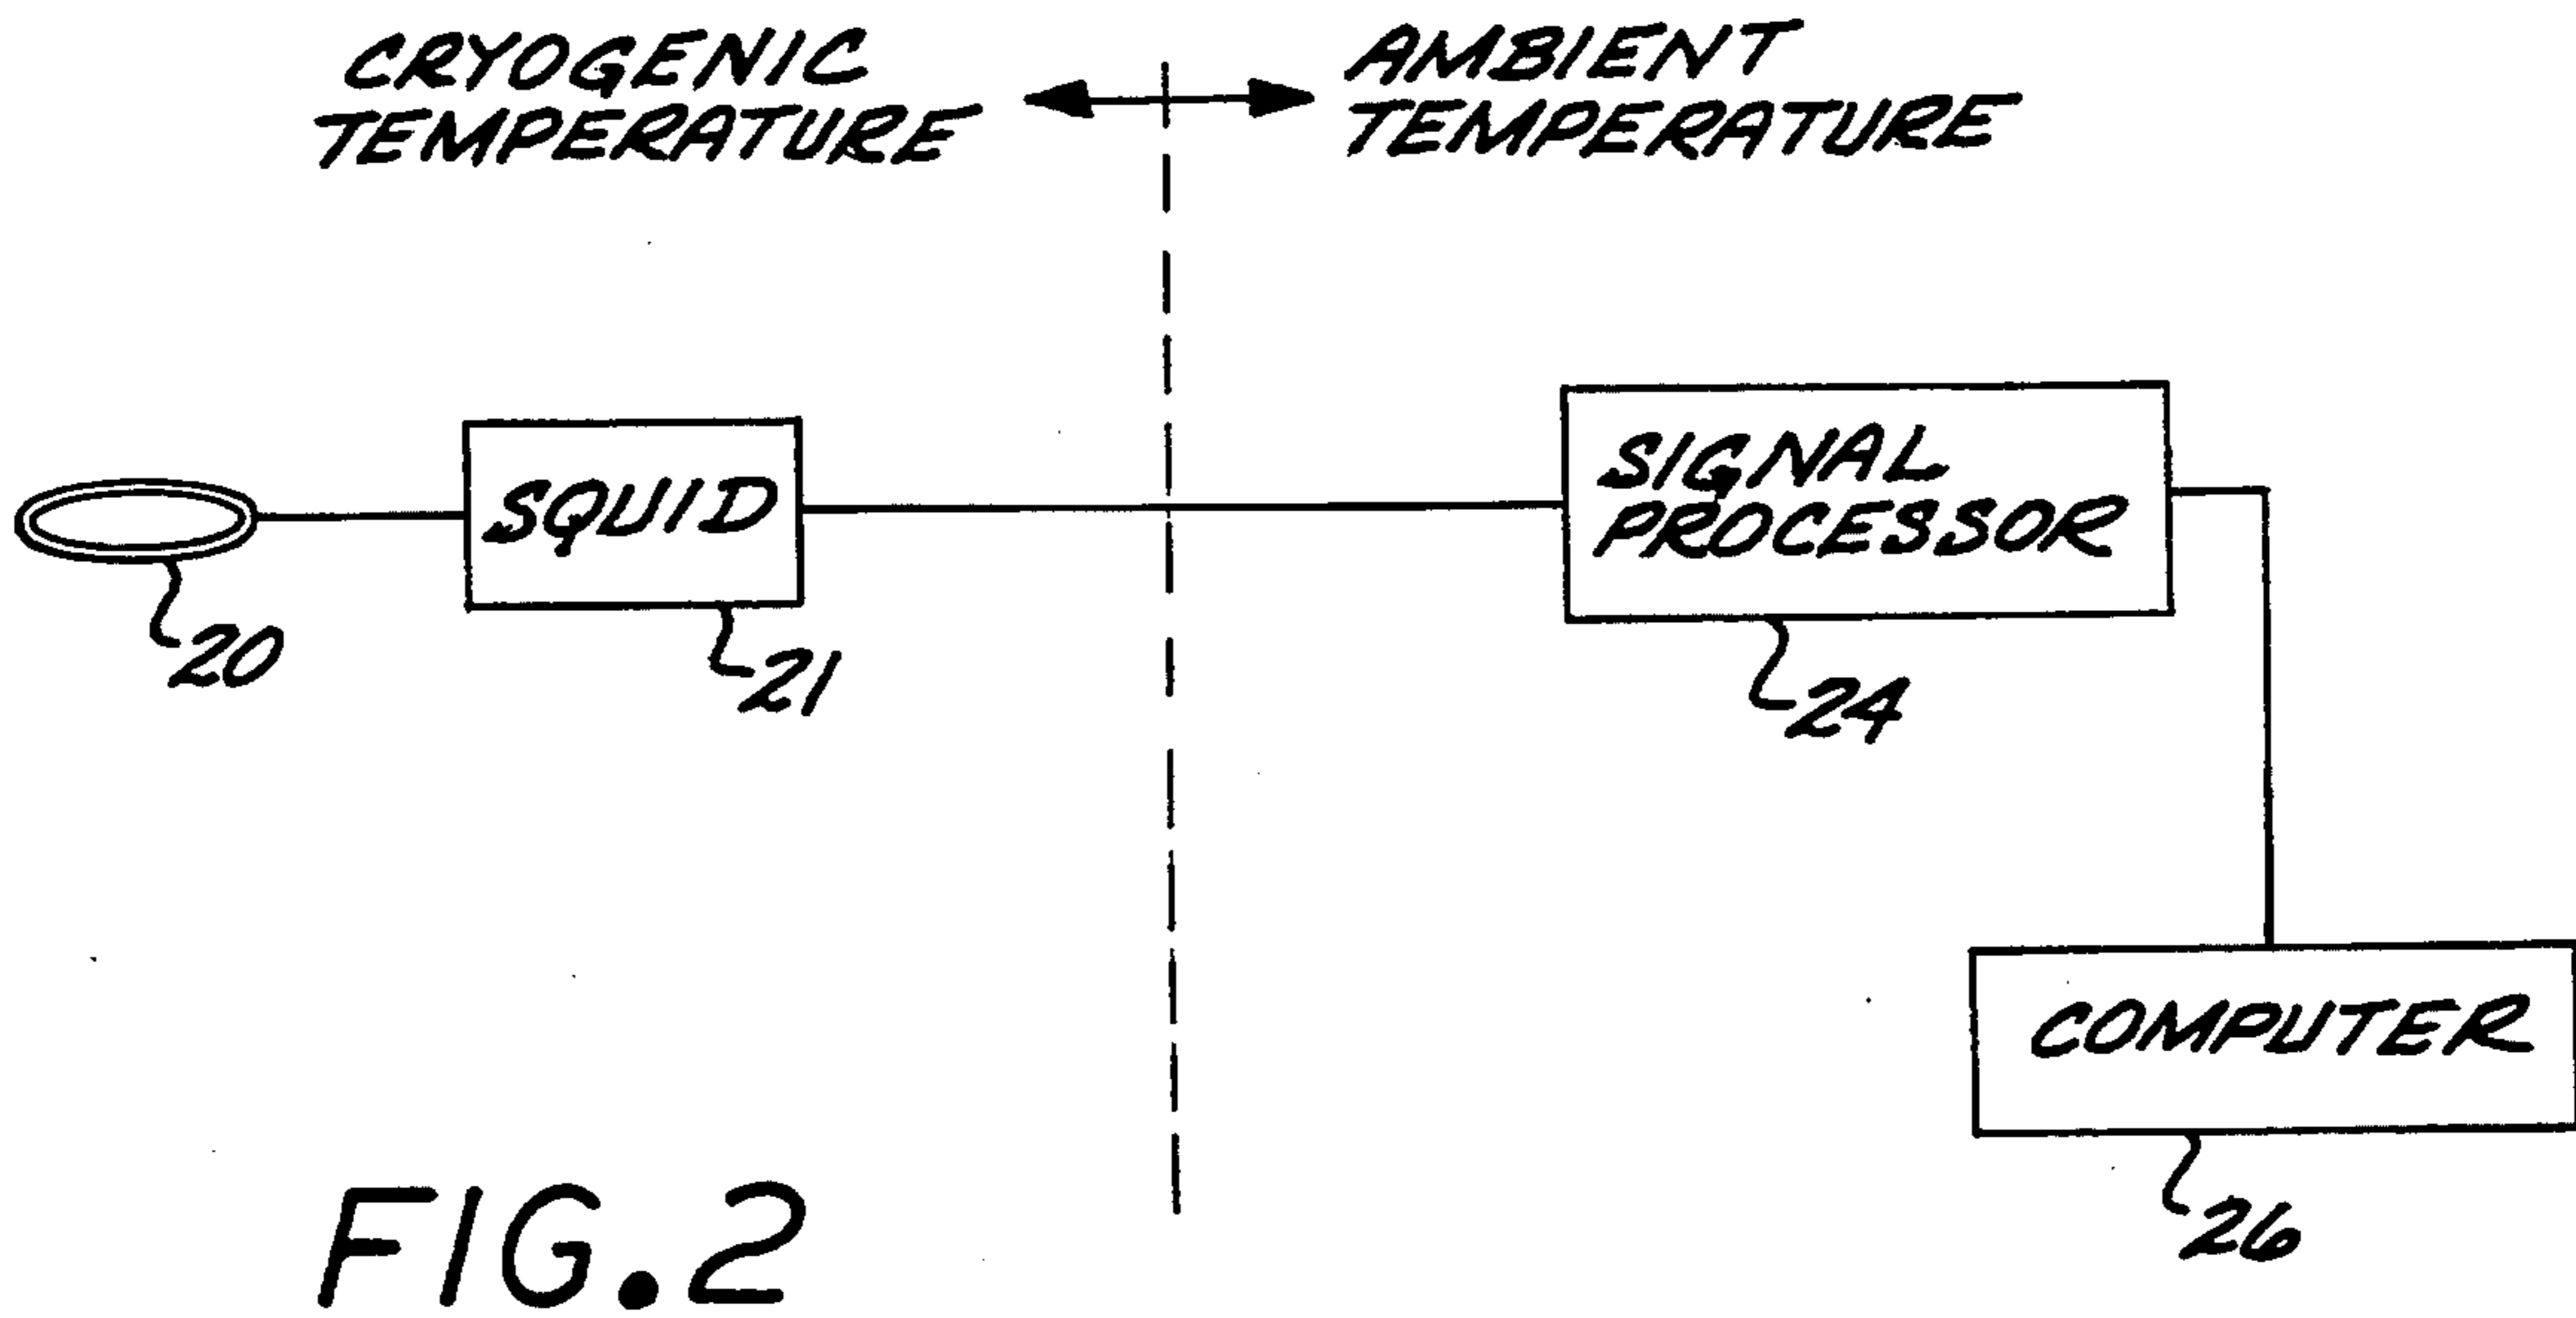 CRYOGENIC
TEMPERATURE
AMBIENT
TEMPERATURE
SQUID
SIGNAL
PROCESSOR
20
21
24
COMPUTER
26
FIG. 2